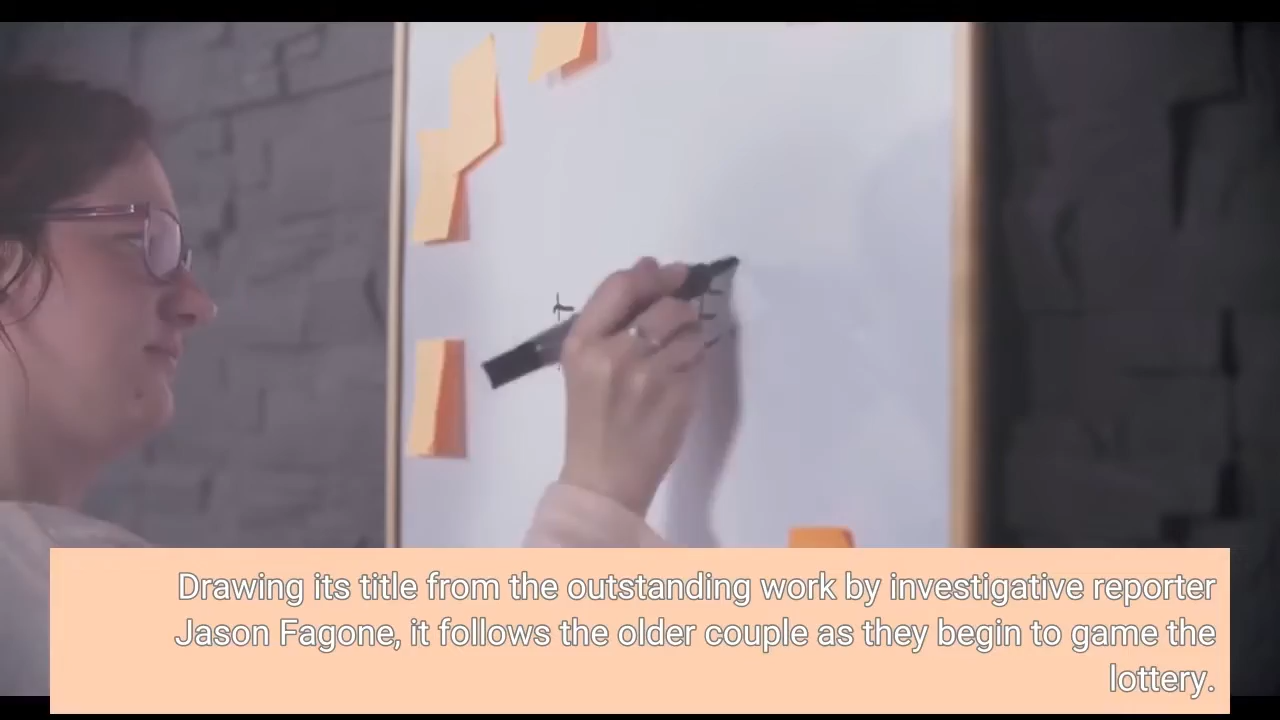 Drawing its title from the outstanding work by investigative reporter
Jason Fagone, it follows the older couple as they begin to game the
lottery.